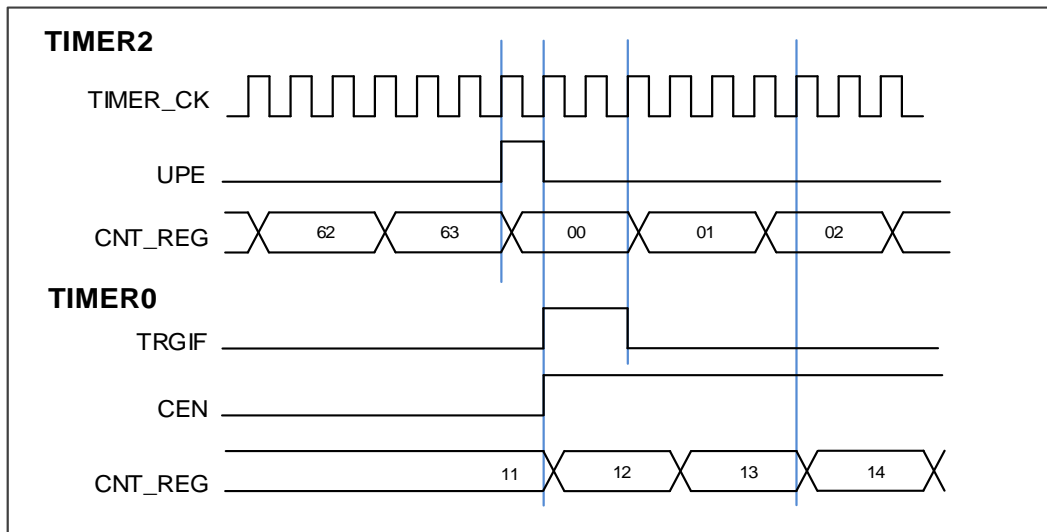 TIMER2
TIMER_CK
UPE
CNT_REG 62 63 00 01 02
TIMER0
TRGIF
CEN
CNT_REG 11 12 13 14